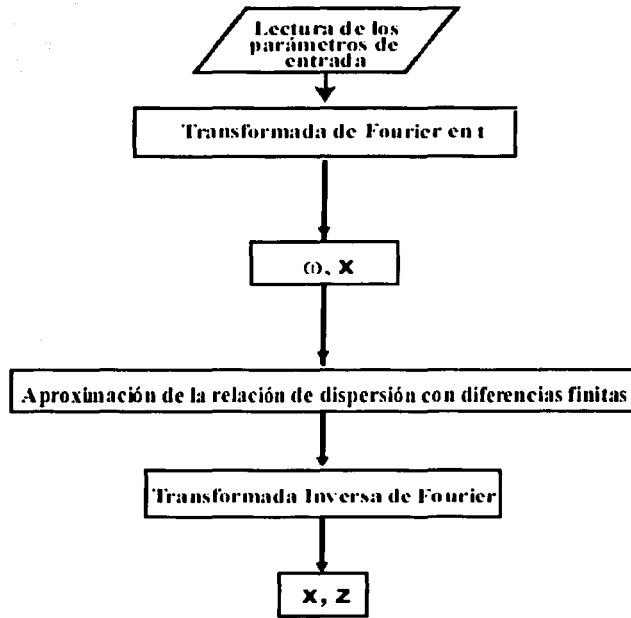 Lectura de los
parámetros de
entrada
Transformada de Fourier en t
ω, x
Aproximación de la relación de dispersión con diferencias finitas
Transformada Inversa de Fourier
x, z